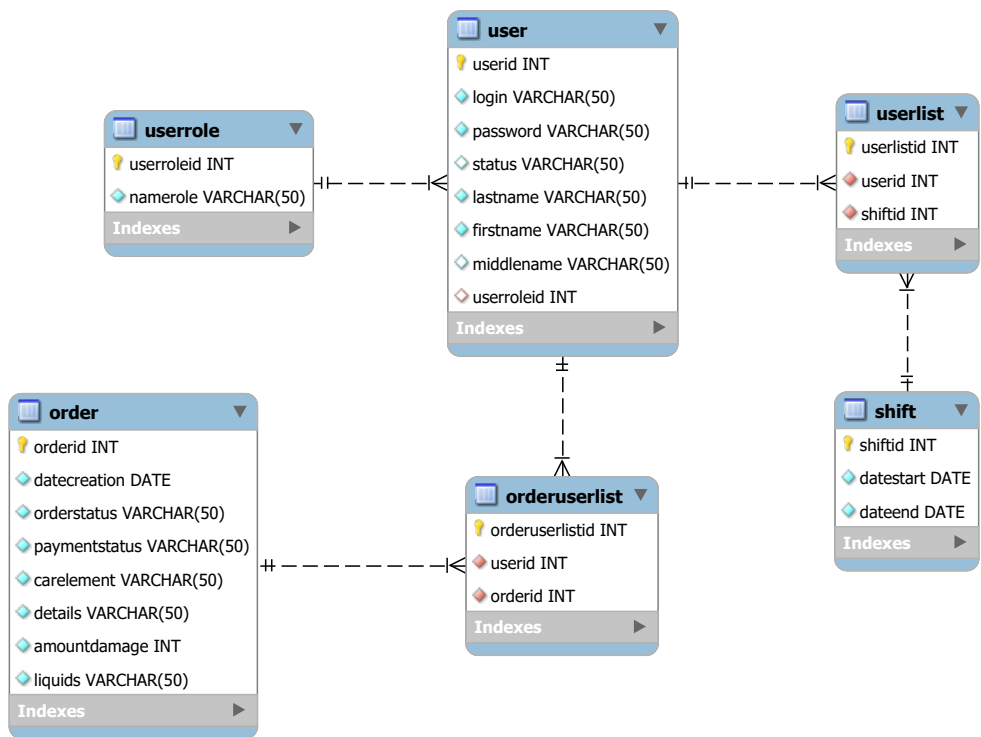 user
userid INT
login VARCHAR(50)
password VARCHAR(50)
status VARCHAR(50)
lastname VARCHAR(50)
firstname VARCHAR(50)
middlename VARCHAR(50)
userroleid INT
Indexes
userrole
userroleid INT
namerole VARCHAR(50)
Indexes
userlist
userlistid INT
userid INT
shiftid INT
Indexes
order
orderid INT
datecreation DATE
orderstatus VARCHAR(50)
paymentstatus VARCHAR(50)
carelement VARCHAR(50)
details VARCHAR(50)
amountdamage INT
liquids VARCHAR(50)
Indexes
orderuserlist
orderuserlistid INT
userid INT
orderid INT
Indexes
shift
shiftid INT
datestart DATE
dateend DATE
Indexes